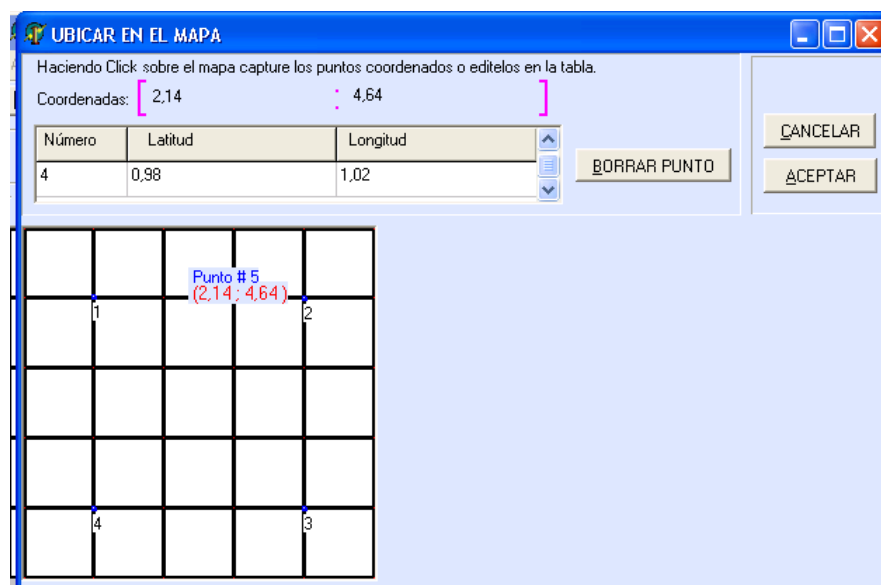 UBICAR EN EL MAPA
Haciendo Click sobre el mapa capture los puntos coordenados o editelos en la tabla.
Coordenadas: [ 2,14 : 4,64 ]
Número Latitud Longitud
4 0,98 1,02
BORRAR PUNTO
CANCELAR
ACEPTAR
Punto # 5
(2,14 ; 4,64 )
1
2
4
3